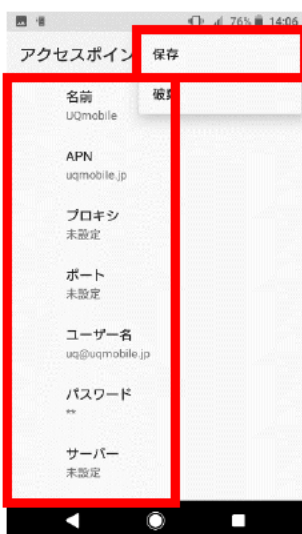 76% 14:06
アクセスポイン
保存
破
名前
UQmobile
APN
uqmobile.jp
プロキシ
未設定
ポート
未設定
ユーザー名
uq@uqmobile.jp
パスワード
**
サーバー
未設定